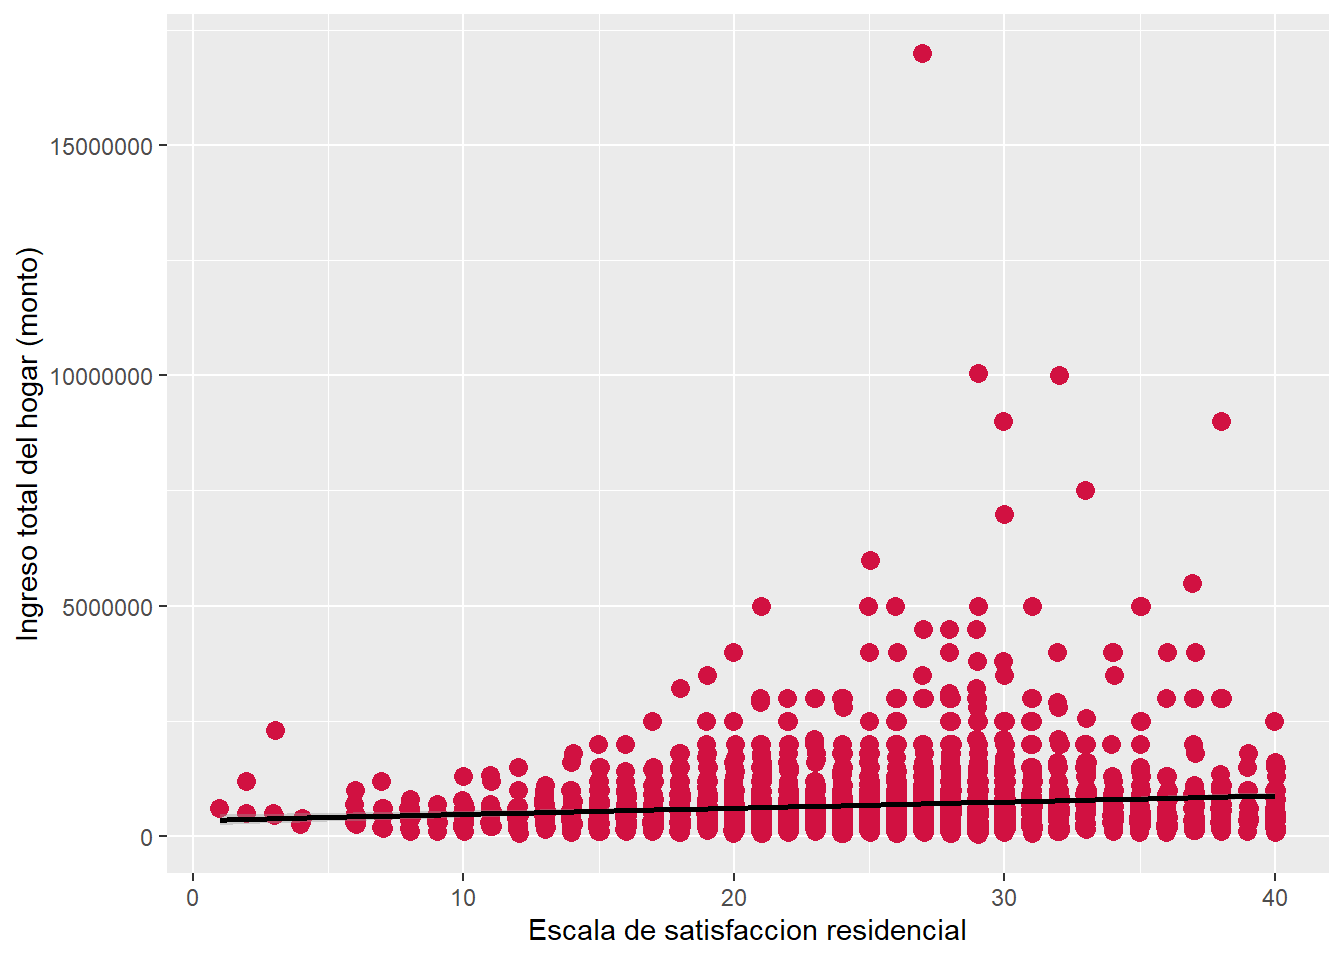 Ingreso total del hogar (monto)
15000000
10000000
5000000
0
0 10 20 30 40
Escala de satisfaccion residencial